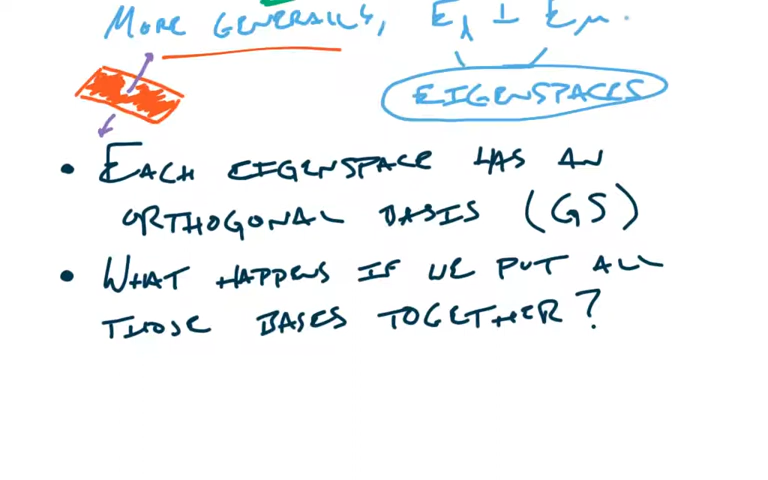 MORE GENERALLY, Eλ ⊥ Eμ.
EIGENSPACES
• EACH EIGENSPACE HAS AN
ORTHOGONAL BASIS (GS)
• WHAT HAPPENS IF WE PUT ALL
THOSE BASES TOGETHER?